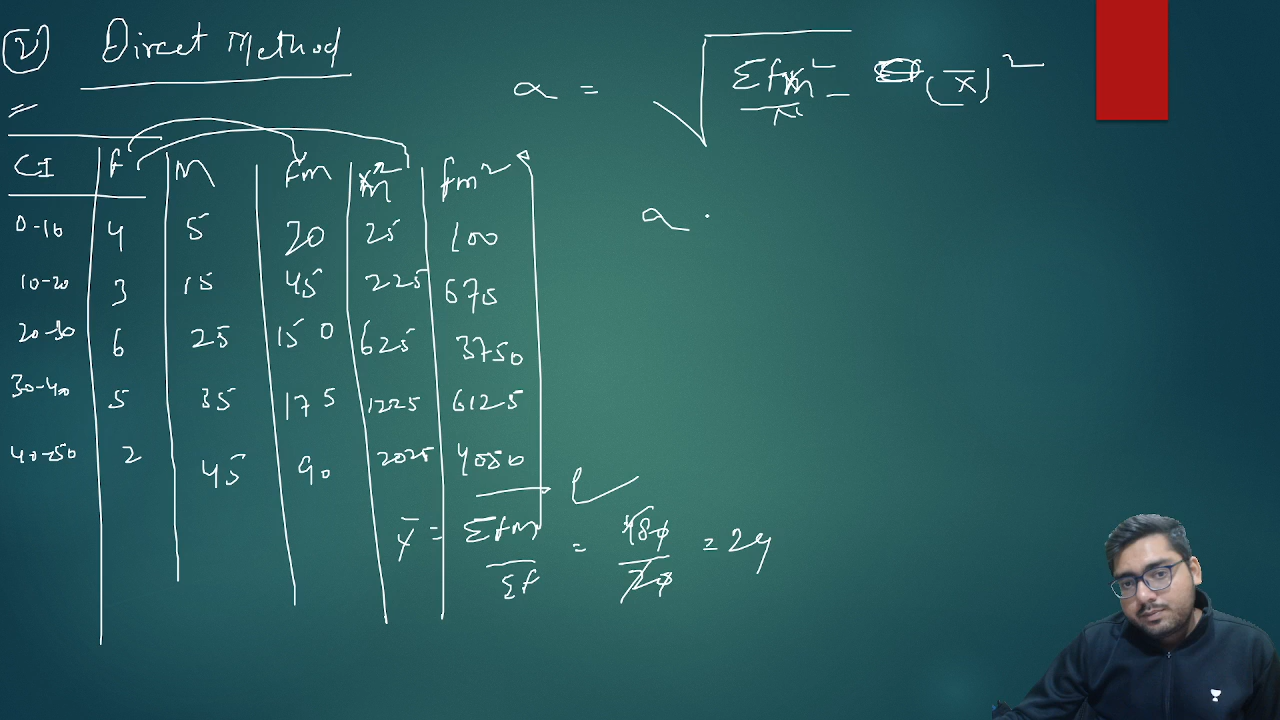 (2) Direct Method
σ = √ Σfm² / N - (x̄)²
CI f m fm m² fm²
0-10 4 5 20 25 100
10-20 3 15 45 225 675
20-30 6 25 150 625 3750
30-40 5 35 175 1225 6125
40-50 2 45 90 2025 4050
σ
x̄ = Σfm / Σf = 480 / 20 = 24